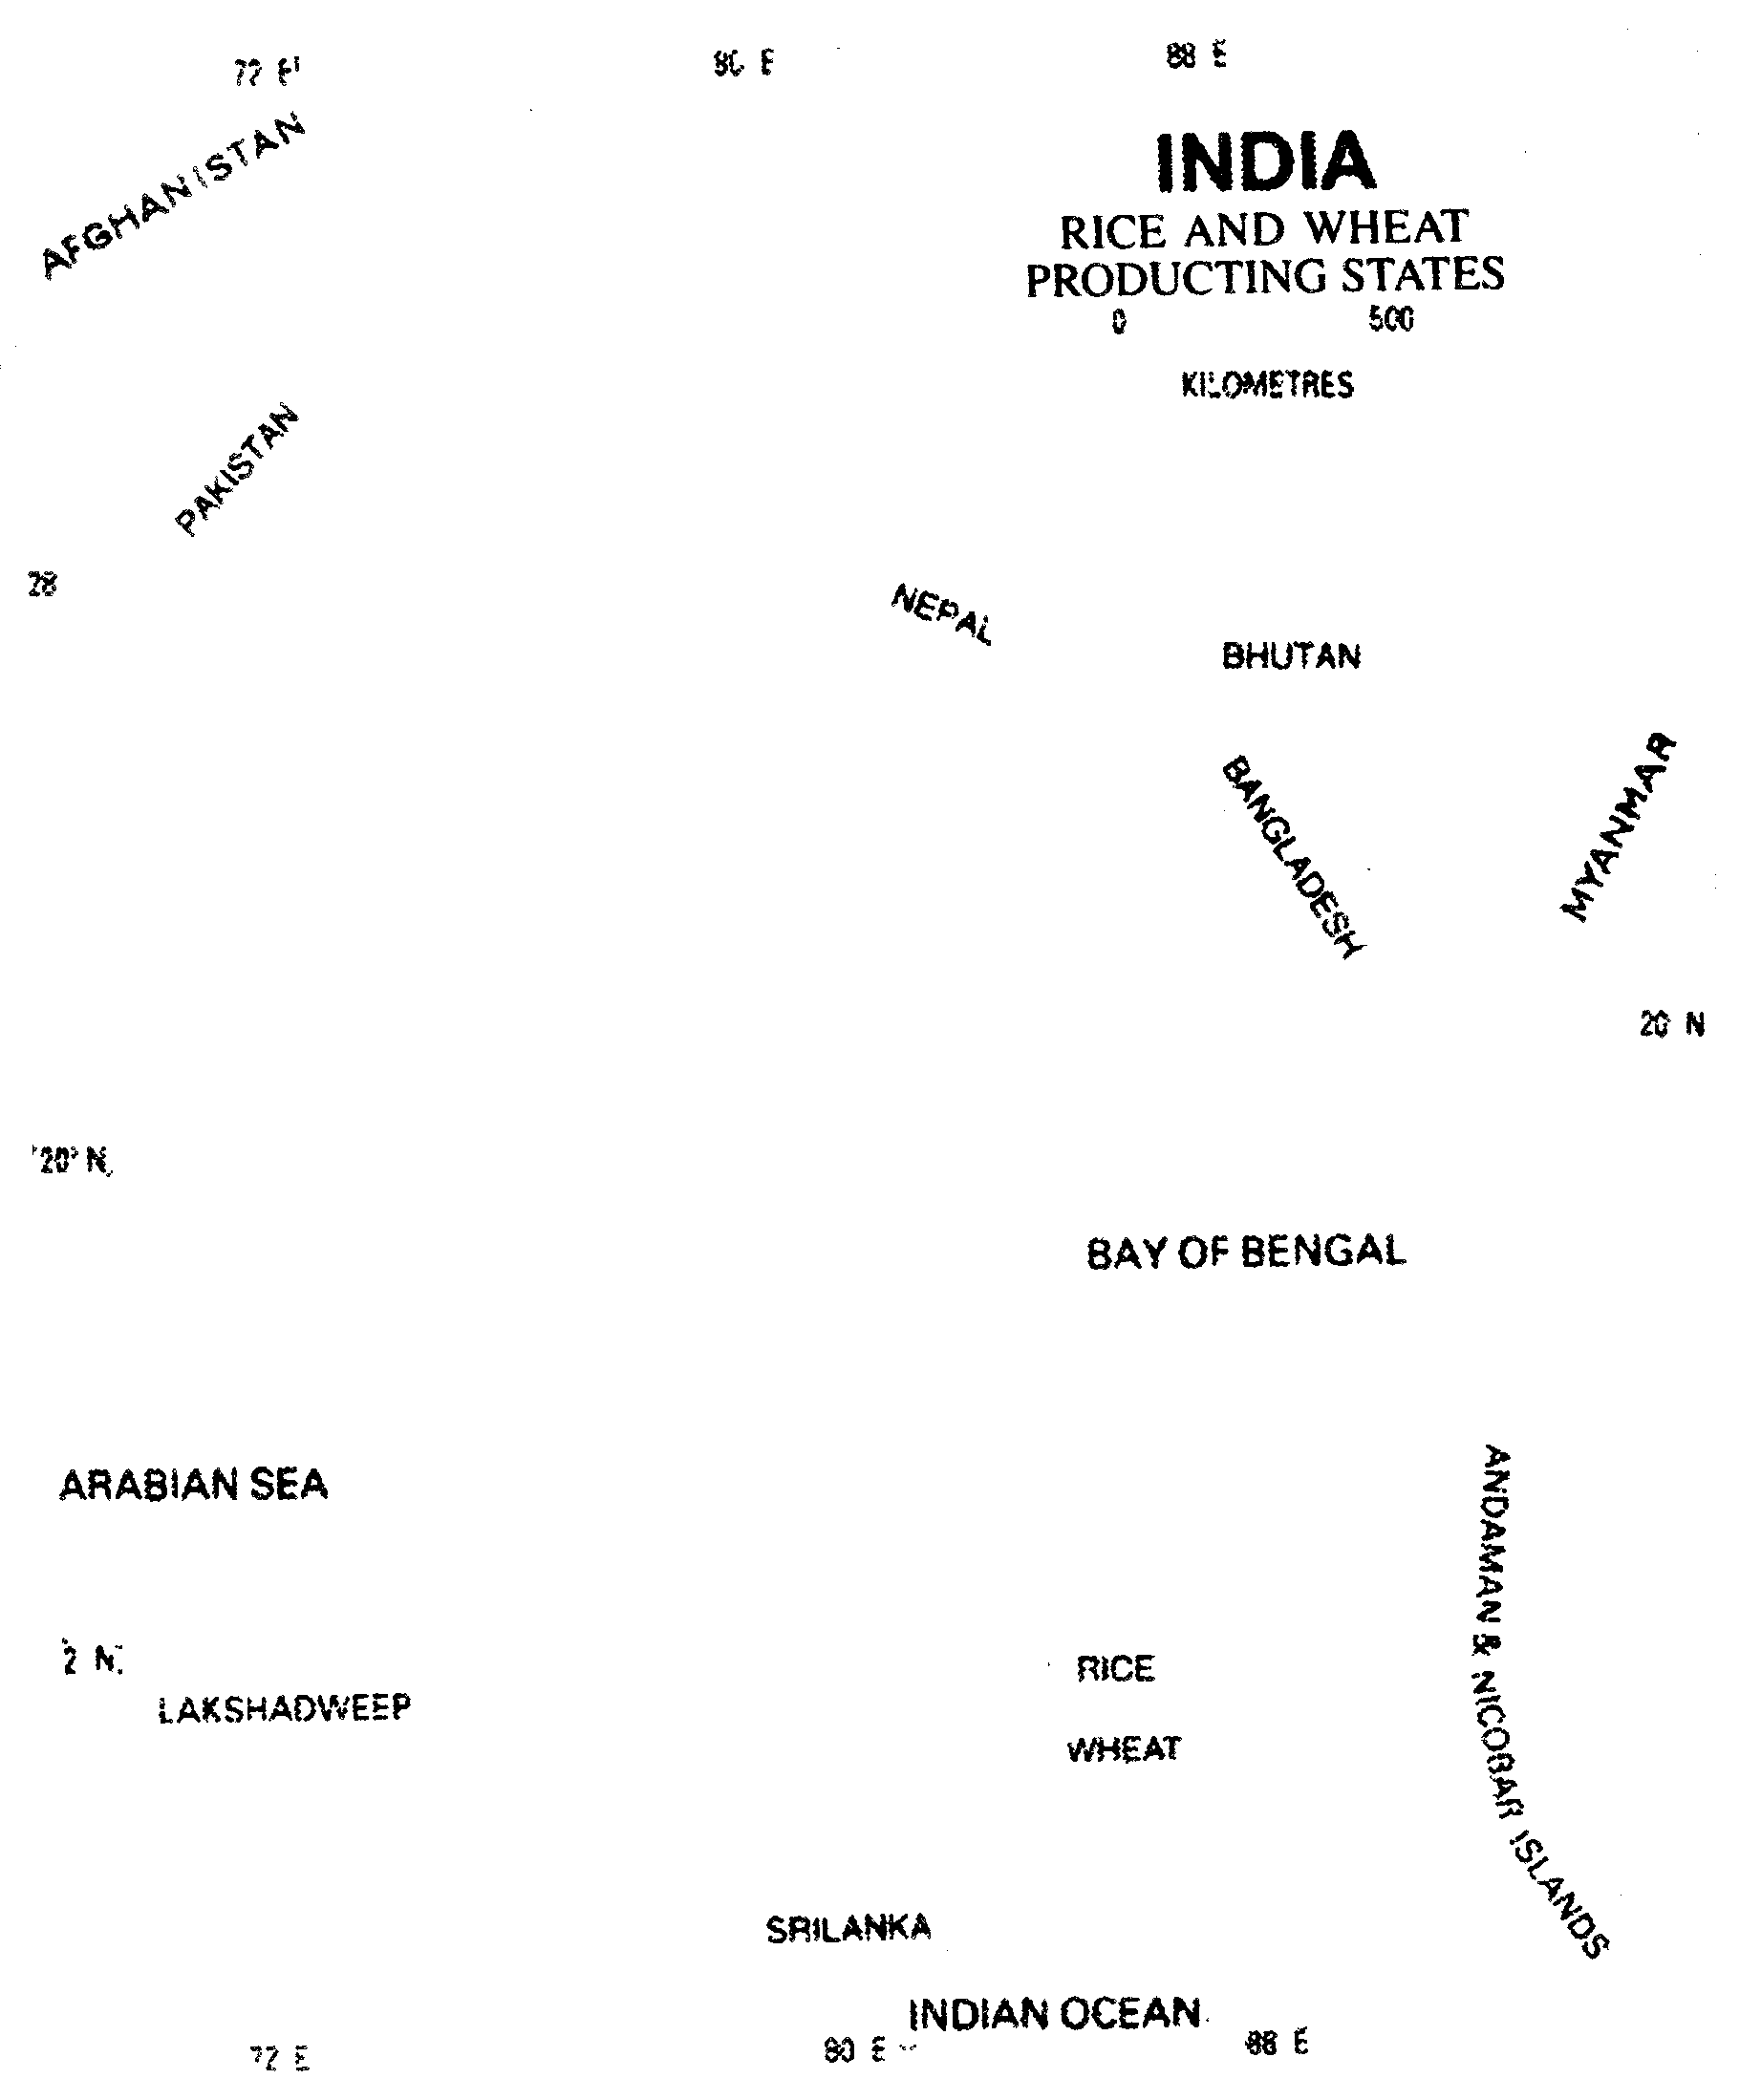 72 E
80 E
88 E
AFGHANISTAN
INDIA
RICE AND WHEAT
PRODUCTING STATES
0 500
KILOMETRES
PAKISTAN
28
NEPAL
BHUTAN
BANGLADESH
MYANMAR
20 N
20° N
BAY OF BENGAL
ARABIAN SEA
ANDAMAN & NICOBAR ISLANDS
2 N
LAKSHADWEEP
RICE
WHEAT
SRILANKA
INDIAN OCEAN
72 E
80 E
88 E